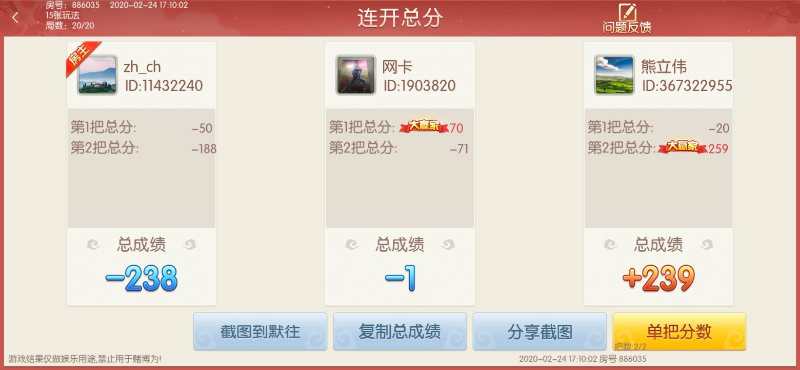 房号：886035 2020-02-24 17:10:02
15张玩法
局数：20/20
连开总分
问题反馈
房主
zh_ch
ID:11432240
第1把总分: -50
第2把总分: -188
总成绩
-238
网卡
ID:1903820
第1把总分: 大赢家 70
第2把总分: -71
总成绩
-1
熊立伟
ID:367322955
第1把总分: -20
第2把总分: 大赢家 259
总成绩
+239
截图到默往
复制总成绩
分享截图
单把分数
把数:2/2
游戏结果仅做娱乐用途,禁止用于赌博为!
2020-02-24 17:10:02 房号 886035